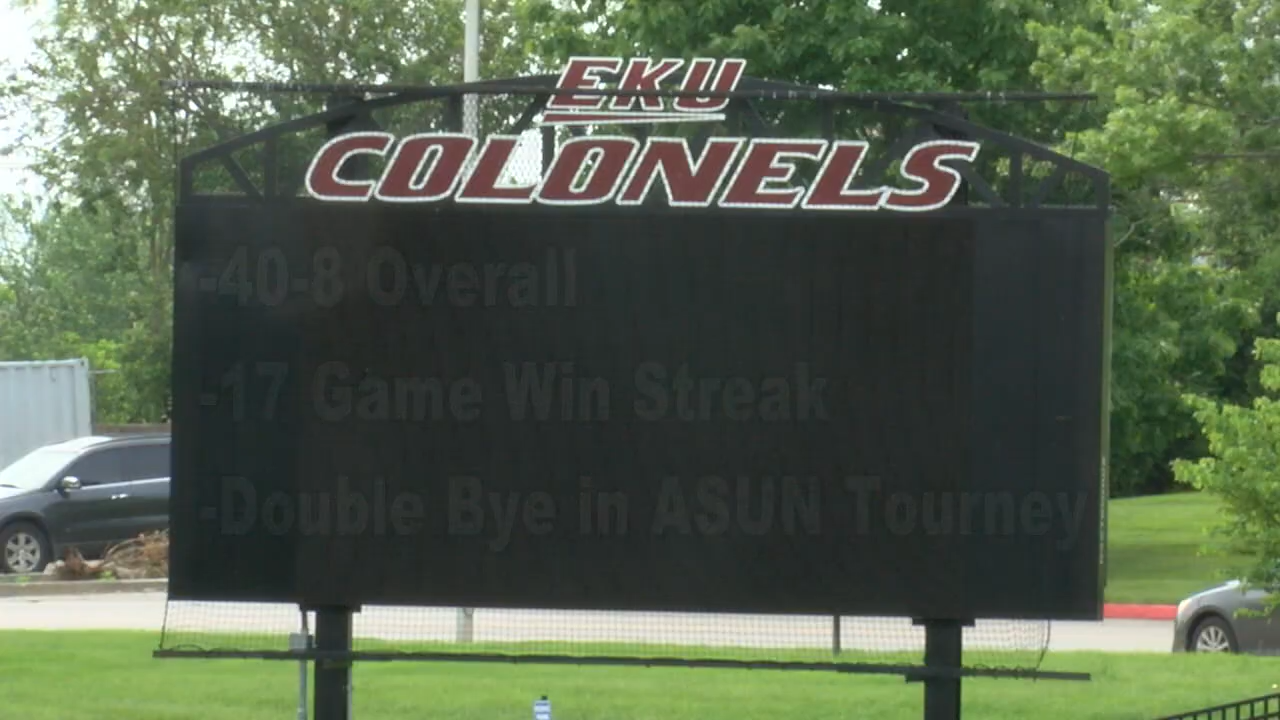 EKU
COLONELS
-40-8 Overall
-17 Game Win Streak
-Double Bye in ASUN Tourney